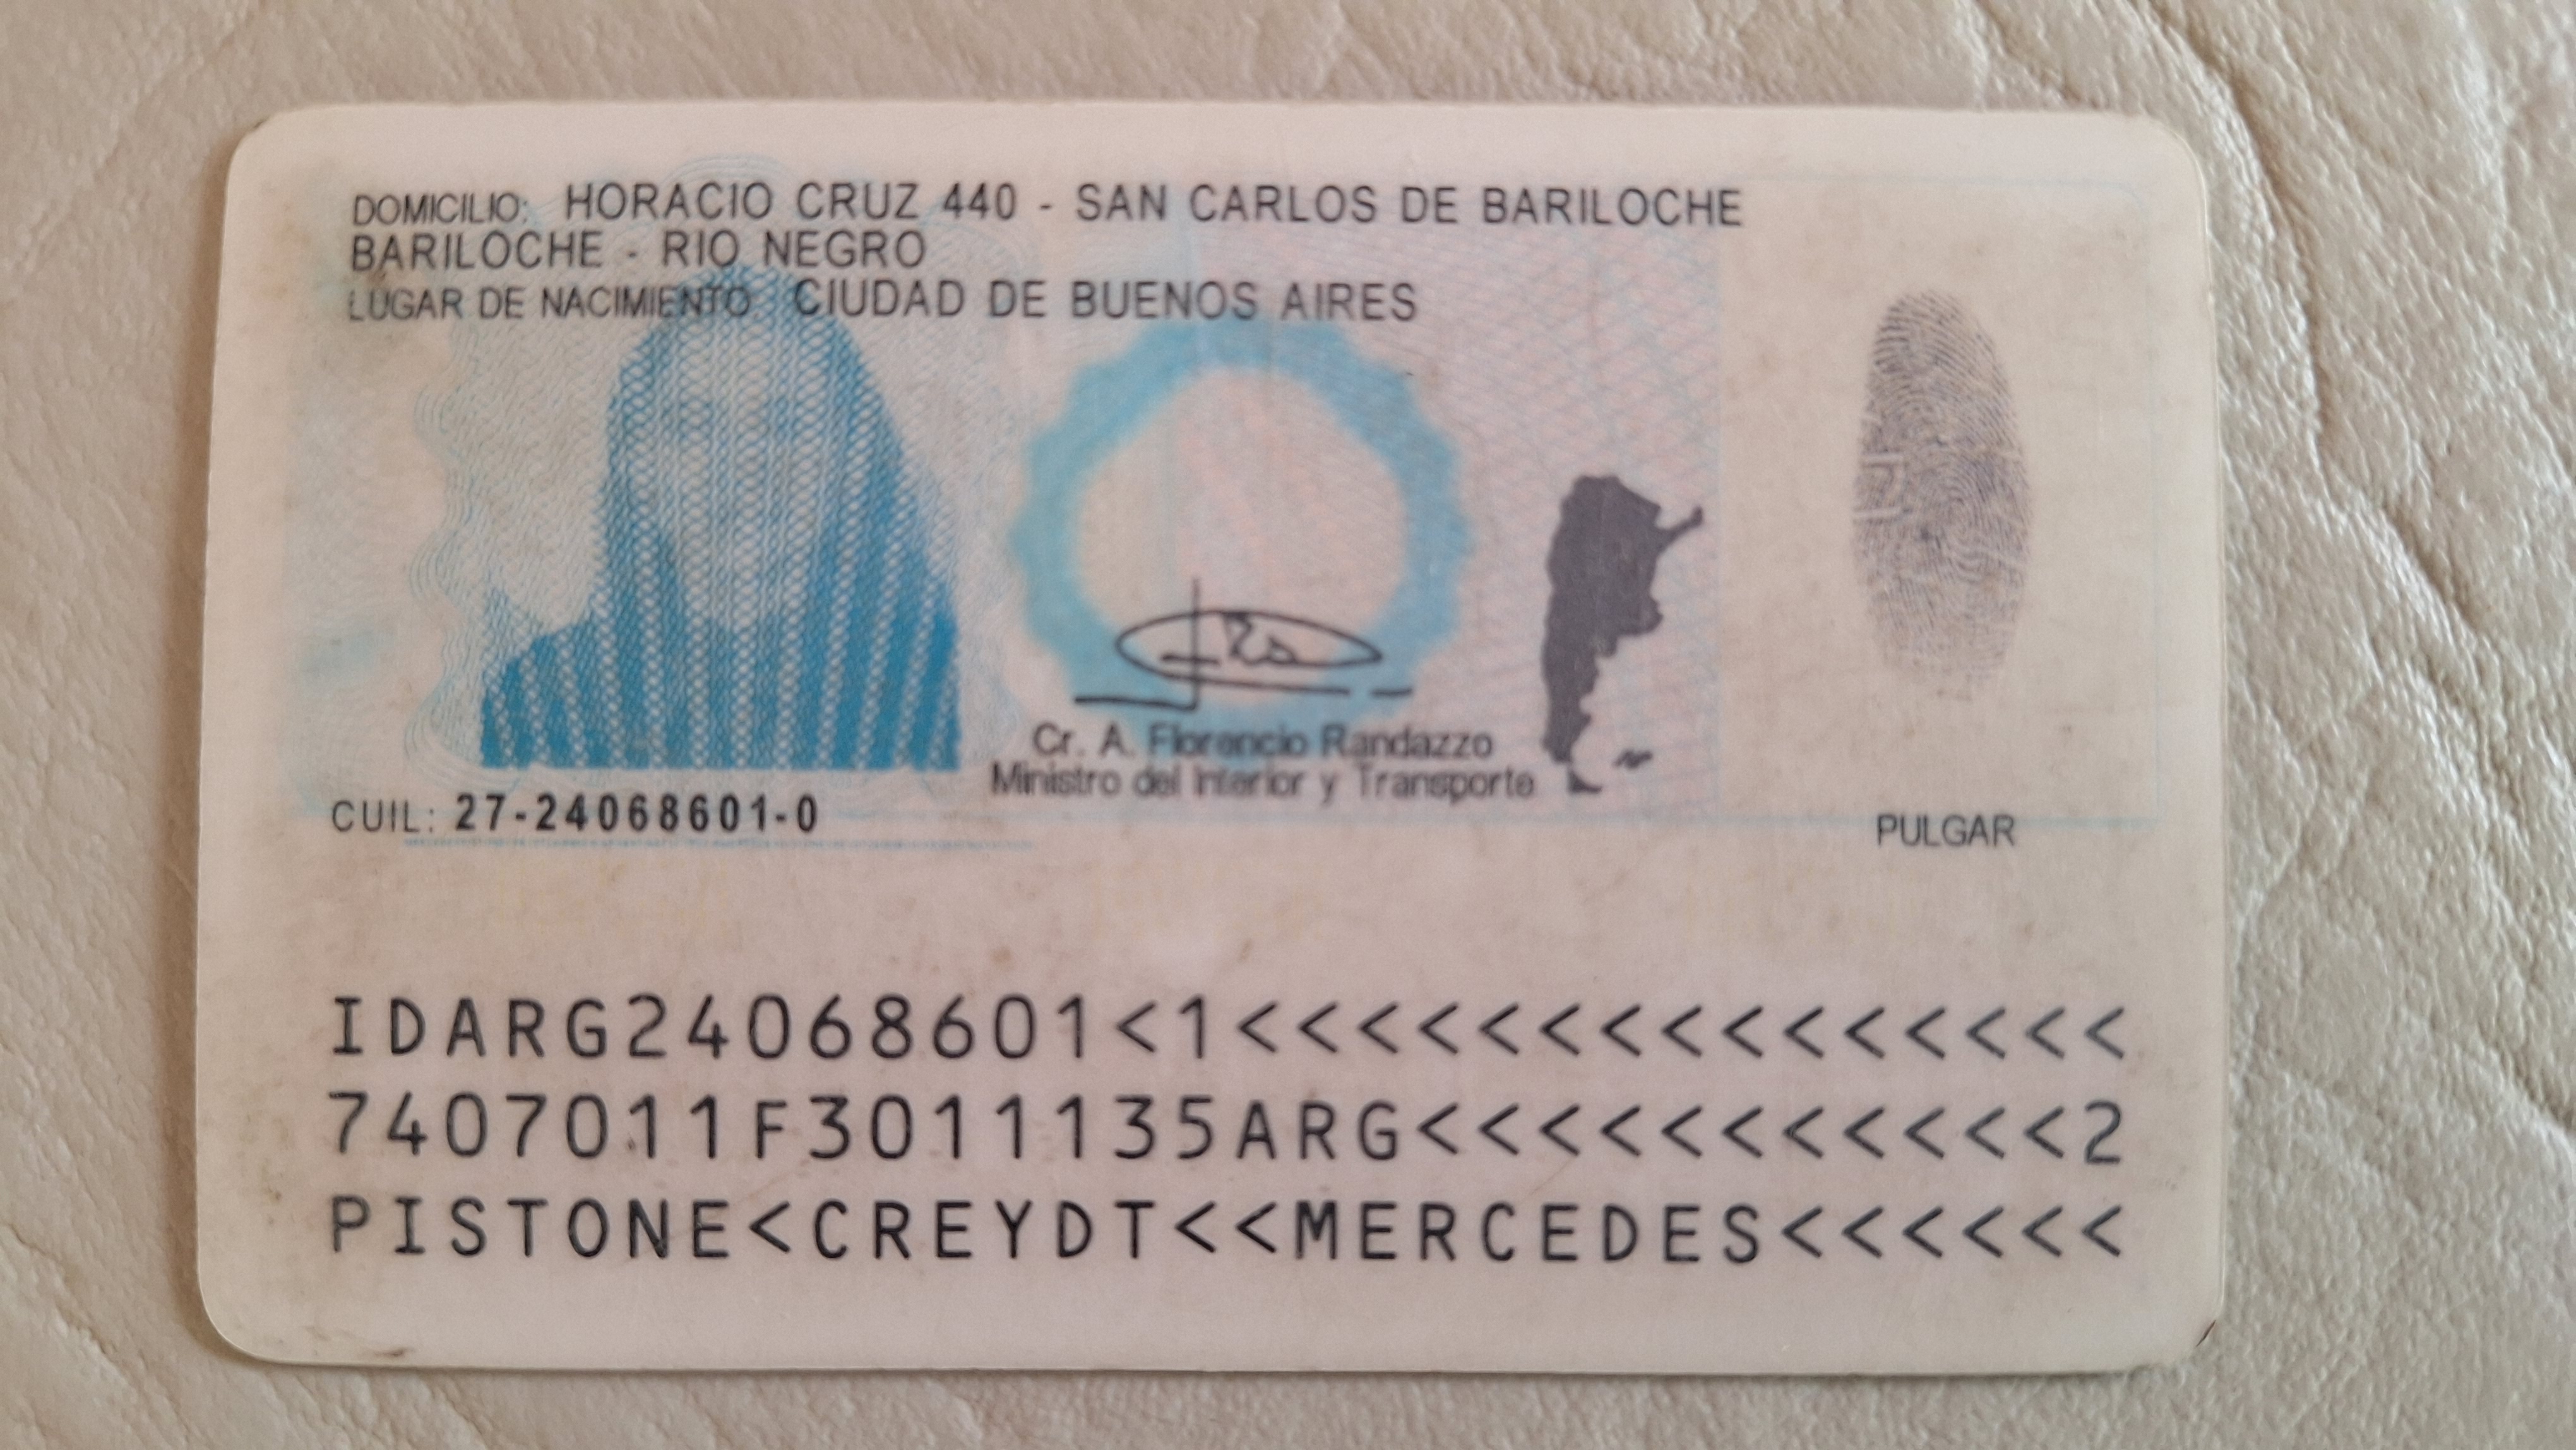 DOMICILIO: HORACIO CRUZ 440 - SAN CARLOS DE BARILOCHE
BARILOCHE - RIO NEGRO
LUGAR DE NACIMIENTO: CIUDAD DE BUENOS AIRES
Cr. A. Florencio Randazzo
Ministro del Interior y Transporte
CUIL: 27-24068601-0
PULGAR
IDARG24068601<1<<<<<<<<<<<<<<<
7407011F3011135ARG<<<<<<<<<<<2
PISTONE<CREYDT<<MERCEDES<<<<<<